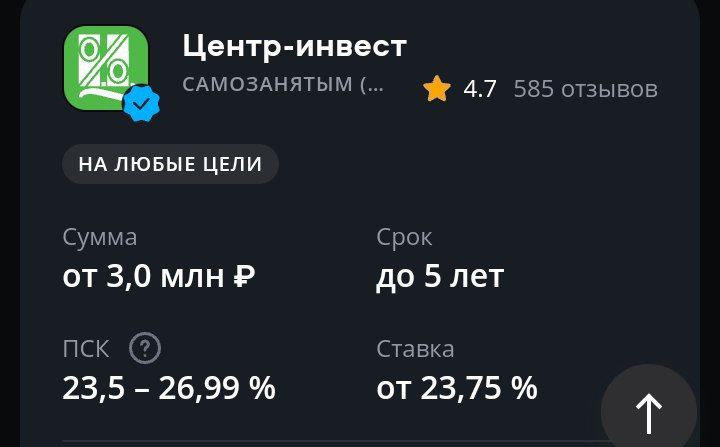 Центр-инвест
САМОЗАНЯТЫМ (...
4.7 585 отзывов
НА ЛЮБЫЕ ЦЕЛИ
Сумма Срок
от 3,0 млн ₽ до 5 лет
ПСК ? Ставка
23,5 – 26,99 % от 23,75 %